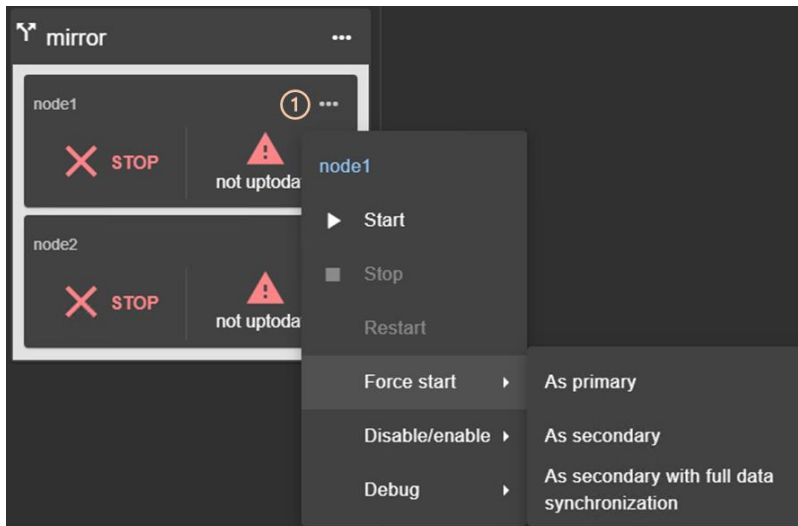 mirror
node1
1
STOP
not uptoda
node2
STOP
not uptoda
node1
Start
Stop
Restart
Force start
Disable/enable
Debug
As primary
As secondary
As secondary with full data
synchronization